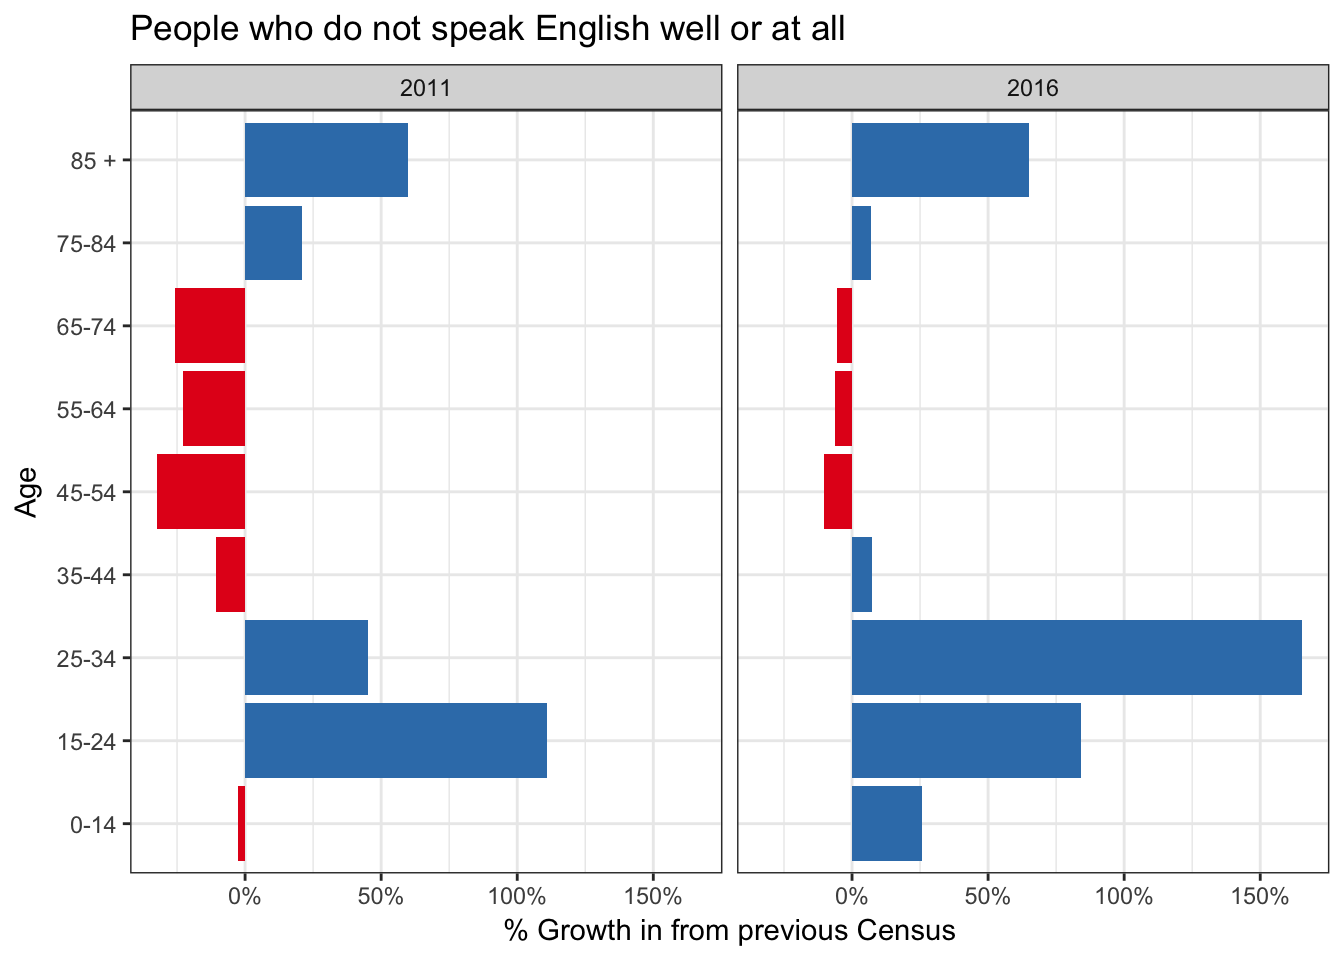 People who do not speak English well or at all
2011
2016
85 +
75-84
65-74
55-64
45-54
35-44
25-34
15-24
0-14
Age
0% 50% 100% 150%
0% 50% 100% 150%
% Growth in from previous Census